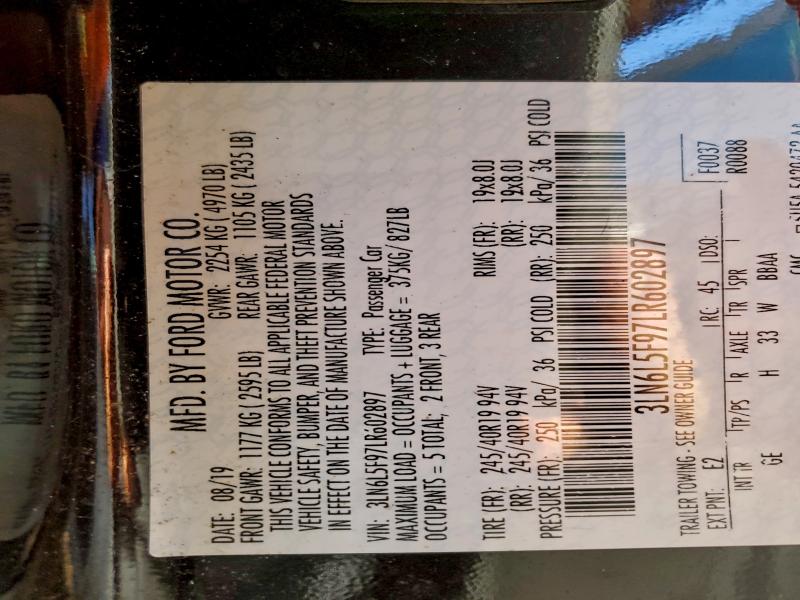 MFD. BY FORD MOTOR CO.
DATE: 08/19 GVWR: 2254 KG ( 4970 LB)
FRONT GAWR: 1177 KG ( 2595 LB) REAR GAWR: 1105 KG ( 2435 LB)
THIS VEHICLE CONFORMS TO ALL APPLICABLE FEDERAL MOTOR
VEHICLE SAFETY, BUMPER, AND THEFT PREVENTION STANDARDS
IN EFFECT ON THE DATE OF MANUFACTURE SHOWN ABOVE.
VIN: 3LN6L5F97LR602897 TYPE: Passenger Car
MAXIMUM LOAD = OCCUPANTS + LUGGAGE = 375KG/ 827LB
OCCUPANTS = 5 TOTAL; 2 FRONT, 3 REAR
TIRE (FR): 245/40R19 94V RIMS (FR): 19x8.0J
(RR): 245/40R19 94V (RR): 19x8.0J
PRESSURE (FR): 250 kPa/ 36 PSI COLD (RR): 250 kPa/ 36 PSI COLD
3LN6L5F97LR602897
TRAILER TOWING - SEE OWNER GUIDE F0037
EXT PNT: E2 RC: 45 DSO: R0088
INT TR TP/PS R AXLE TR SPR
GE H 33 W BBAA